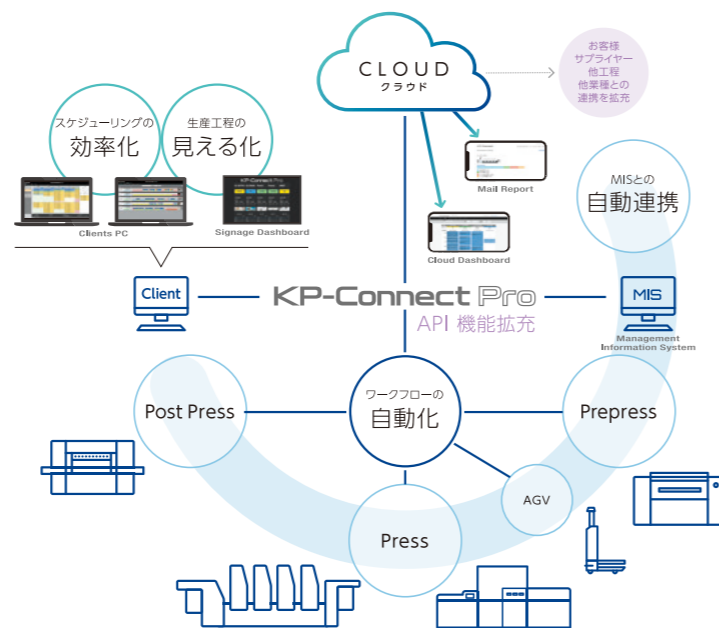 CLOUD
クラウド
お客様
サプライヤー
他工程
他業種との
連携を拡充
スケジューリングの
効率化
生産工程の
見える化
Mail Report
MISとの
自動連携
KP-Connect Pro
Clients PC
Signage Dashboard
Cloud Dashboard
Client
KP-Connect Pro
MIS
API 機能拡充
Management
Information System
ワークフローの
自動化
Post Press
Prepress
AGV
Press